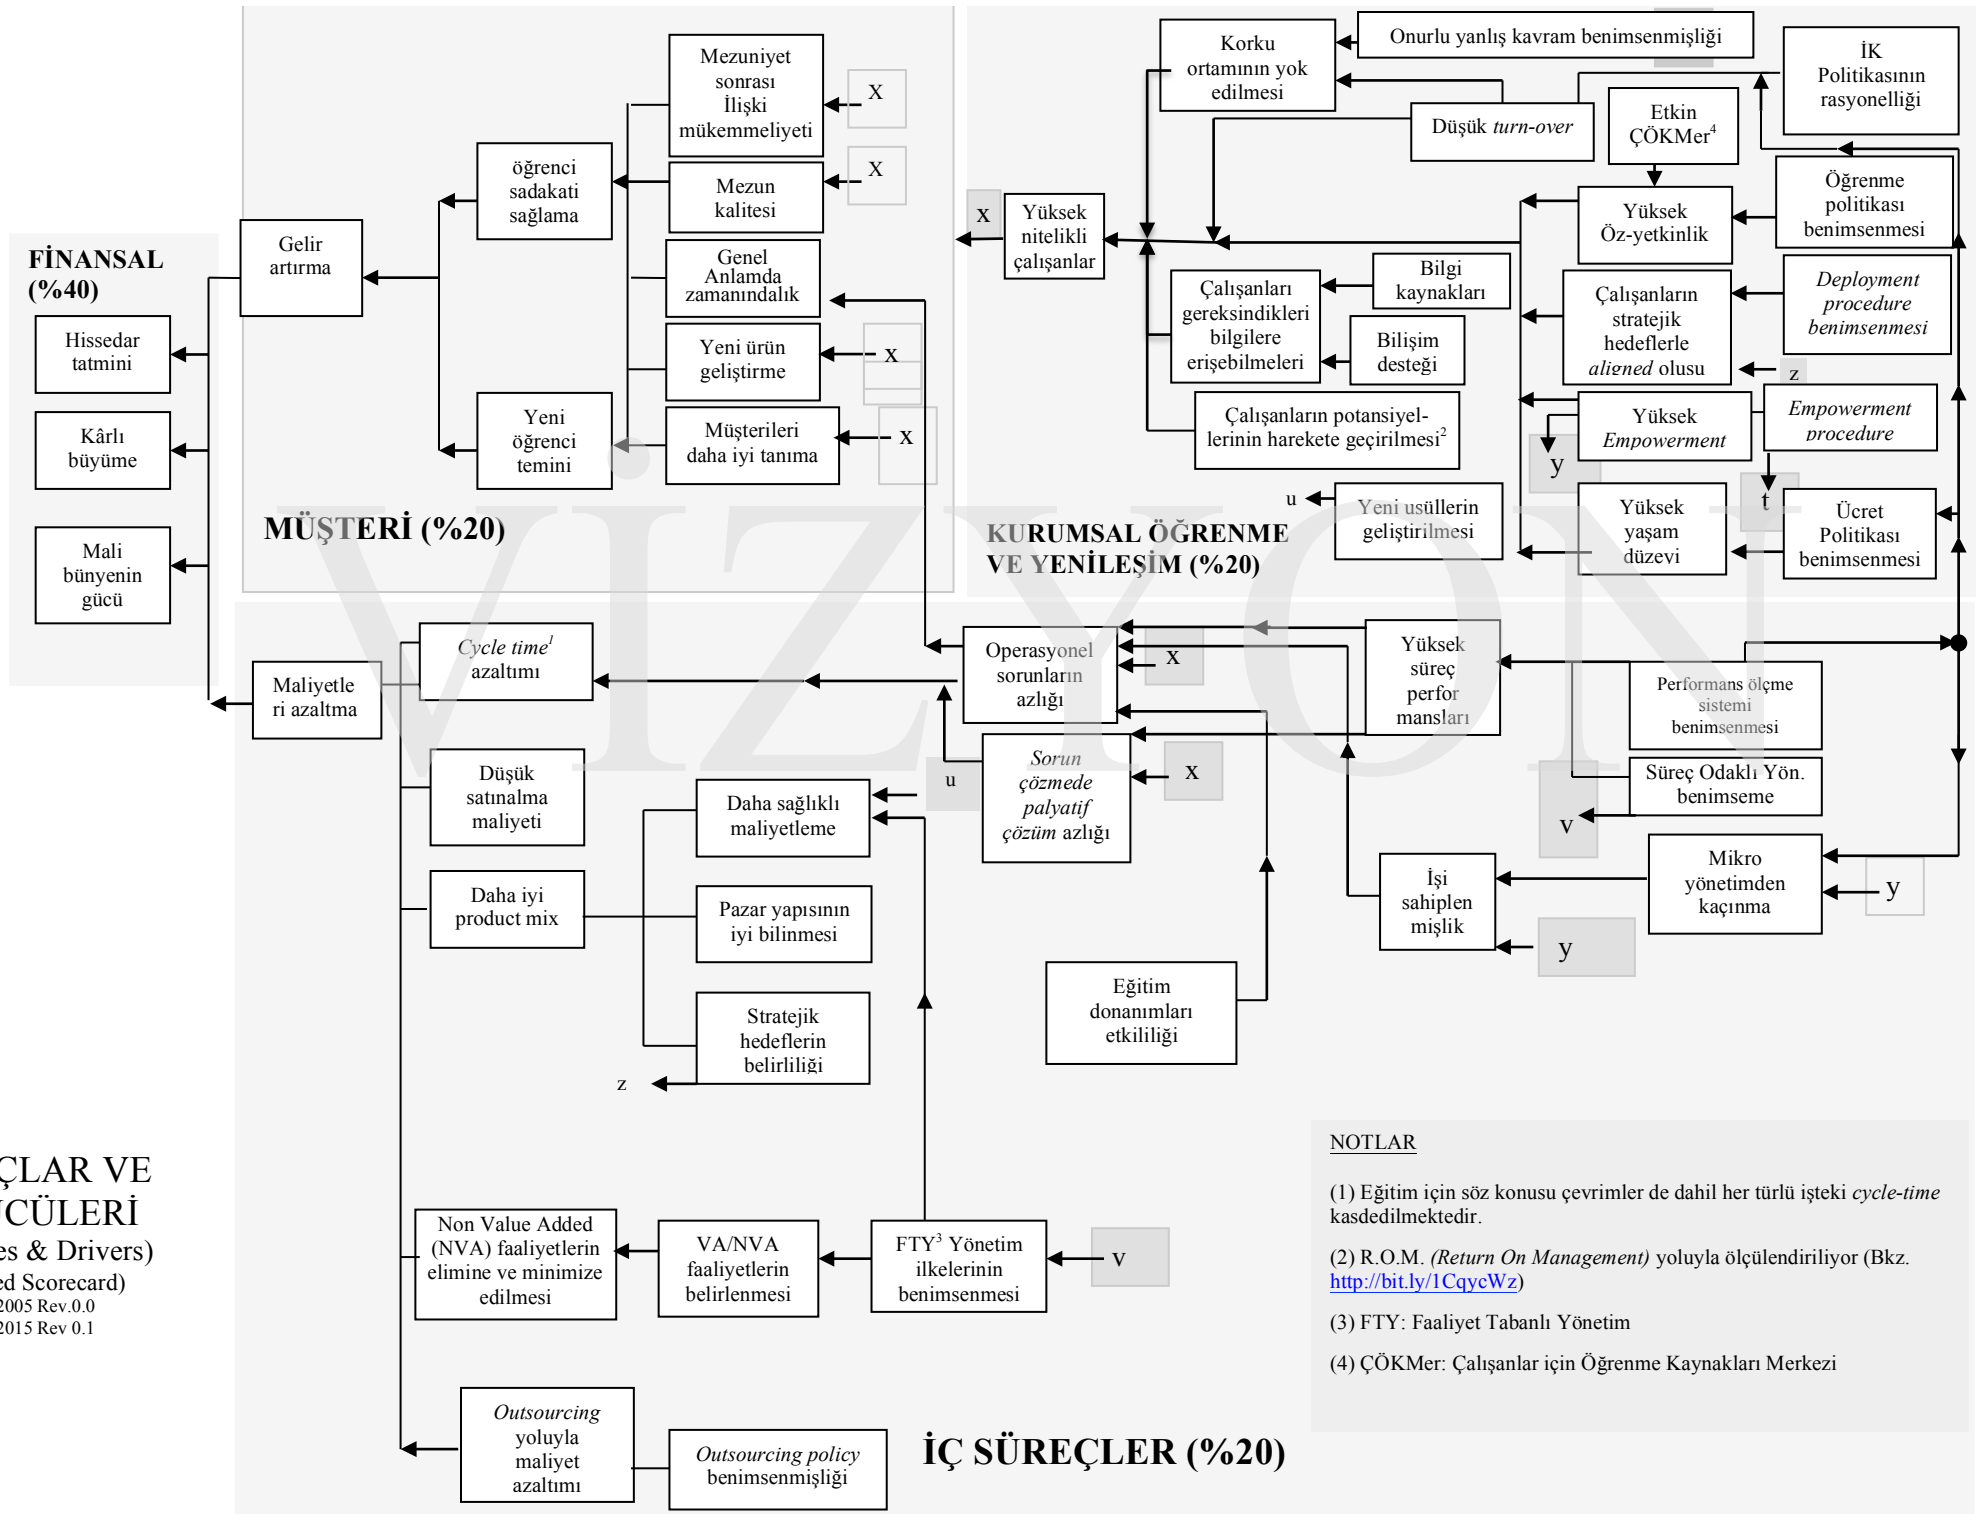 FİNANSAL
(%40)
Hissedar
tatmini
Kârlı
büyüme
Mali
bünyenin
gücü
Gelir
artırma
öğrenci
sadakati
sağlama
Yeni
öğrenci
temini
Mezuniyet
sonrası
İlişki
mükemmeliyeti
X
Mezun
kalitesi
X
Genel
Anlamda
zamanındalık
Yeni ürün
geliştirme
x
Müşterileri
daha iyi tanıma
x
MÜŞTERİ (%20)
Korku
ortamının yok
edilmesi
Onurlu yanlış kavram benimsenmişliği
Düşük turn-over
İK
Politikasının
rasyonelliği
Etkin
ÇÖKMer4
x
Yüksek
nitelikli
çalışanlar
Yüksek
Öz-yetkinlik
Öğrenme
politikası
benimsenmesi
Çalışanları
gereksindikleri
bilgilere
erişebilmeleri
Bilgi
kaynakları
Bilişim
desteği
Çalışanların
stratejik
hedeflerle
aligned olusu
Deployment
procedure
benimsenmesi
z
Çalışanların potansiyel-
lerinin harekete geçirilmesi2
Yüksek
Empowerment
Empowerment
procedure
y
t
u
Yeni usüllerin
geliştirilmesi
Yüksek
yaşam
düzevi
Ücret
Politikası
benimsenmesi
KURUMSAL ÖĞRENME
VE YENİLEŞİM (%20)
VIZYON
Maliyetle
ri azaltma
Cycle time1
azaltımı
Operasyonel
sorunların
azlığı
x
Yüksek
süreç
perfor
mansları
Performans ölçme
sistemi
benimsenmesi
Düşük
satınalma
maliyeti
Daha sağlıklı
maliyetleme
u
Sorun
çözmede
palyatif
çözüm azlığı
x
Süreç Odaklı Yön.
benimseme
v
Daha iyi
product mix
Pazar yapısının
iyi bilinmesi
İşi
sahiplen
mişlik
Mikro
yönetimden
kaçınma
y
y
Stratejik
hedeflerin
belirliliği
z
Eğitim
donanımları
etkililiği
ÇLAR VE
CÜLERİ
es & Drivers)
ed Scorecard)
2005 Rev.0.0
2015 Rev 0.1
Non Value Added
(NVA) faaliyetlerin
elimine ve minimize
edilmesi
VA/NVA
faaliyetlerin
belirlenmesi
FTY3 Yönetim
ilkelerinin
benimsenmesi
v
Outsourcing
yoluyla
maliyet
azaltımı
Outsourcing policy
benimsenmişliği
İÇ SÜREÇLER (%20)
NOTLAR
(1) Eğitim için söz konusu çevrimler de dahil her türlü işteki cycle-time
kasdedilmektedir.
(2) R.O.M. (Return On Management) yoluyla ölçülendiriliyor (Bkz.
http://bit.ly/1CqycWz)
(3) FTY: Faaliyet Tabanlı Yönetim
(4) ÇÖKMer: Çalışanlar için Öğrenme Kaynakları Merkezi